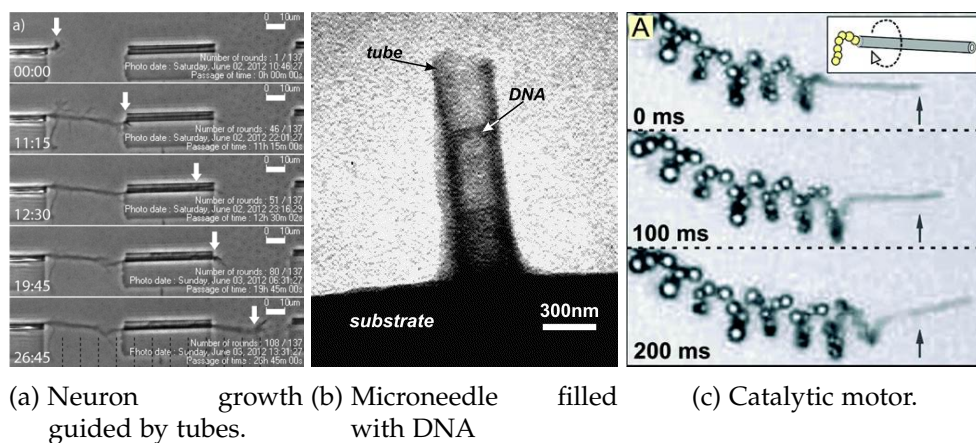 a)
0 10µm
00:00
Number of rounds : 1 / 137
Photo date : Saturday, June 02, 2012 10:46:27
Passage of time : 0h 00m 00s
0 10µm
11:15
Number of rounds : 46 / 137
Photo date : Saturday, June 02, 2012 22:01:27
Passage of time : 11h 15m 00s
0 10µm
12:30
Number of rounds : 51 / 137
Photo date : Saturday, June 02, 2012 23:16:29
Passage of time : 12h 30m 02s
0 10µm
19:45
Number of rounds : 80 / 137
Photo date : Sunday, June 03, 2012 06:31:27
Passage of time : 19h 45m 00s
0 10µm
26:45
Number of rounds : 108 / 137
Photo date : Sunday, June 03, 2012 13:31:27
Passage of time : 26h 45m 00s
tube
DNA
substrate
300nm
A
0 ms
100 ms
200 ms
(a) Neuron growth
guided by tubes.
(b) Microneedle filled
with DNA
(c) Catalytic motor.